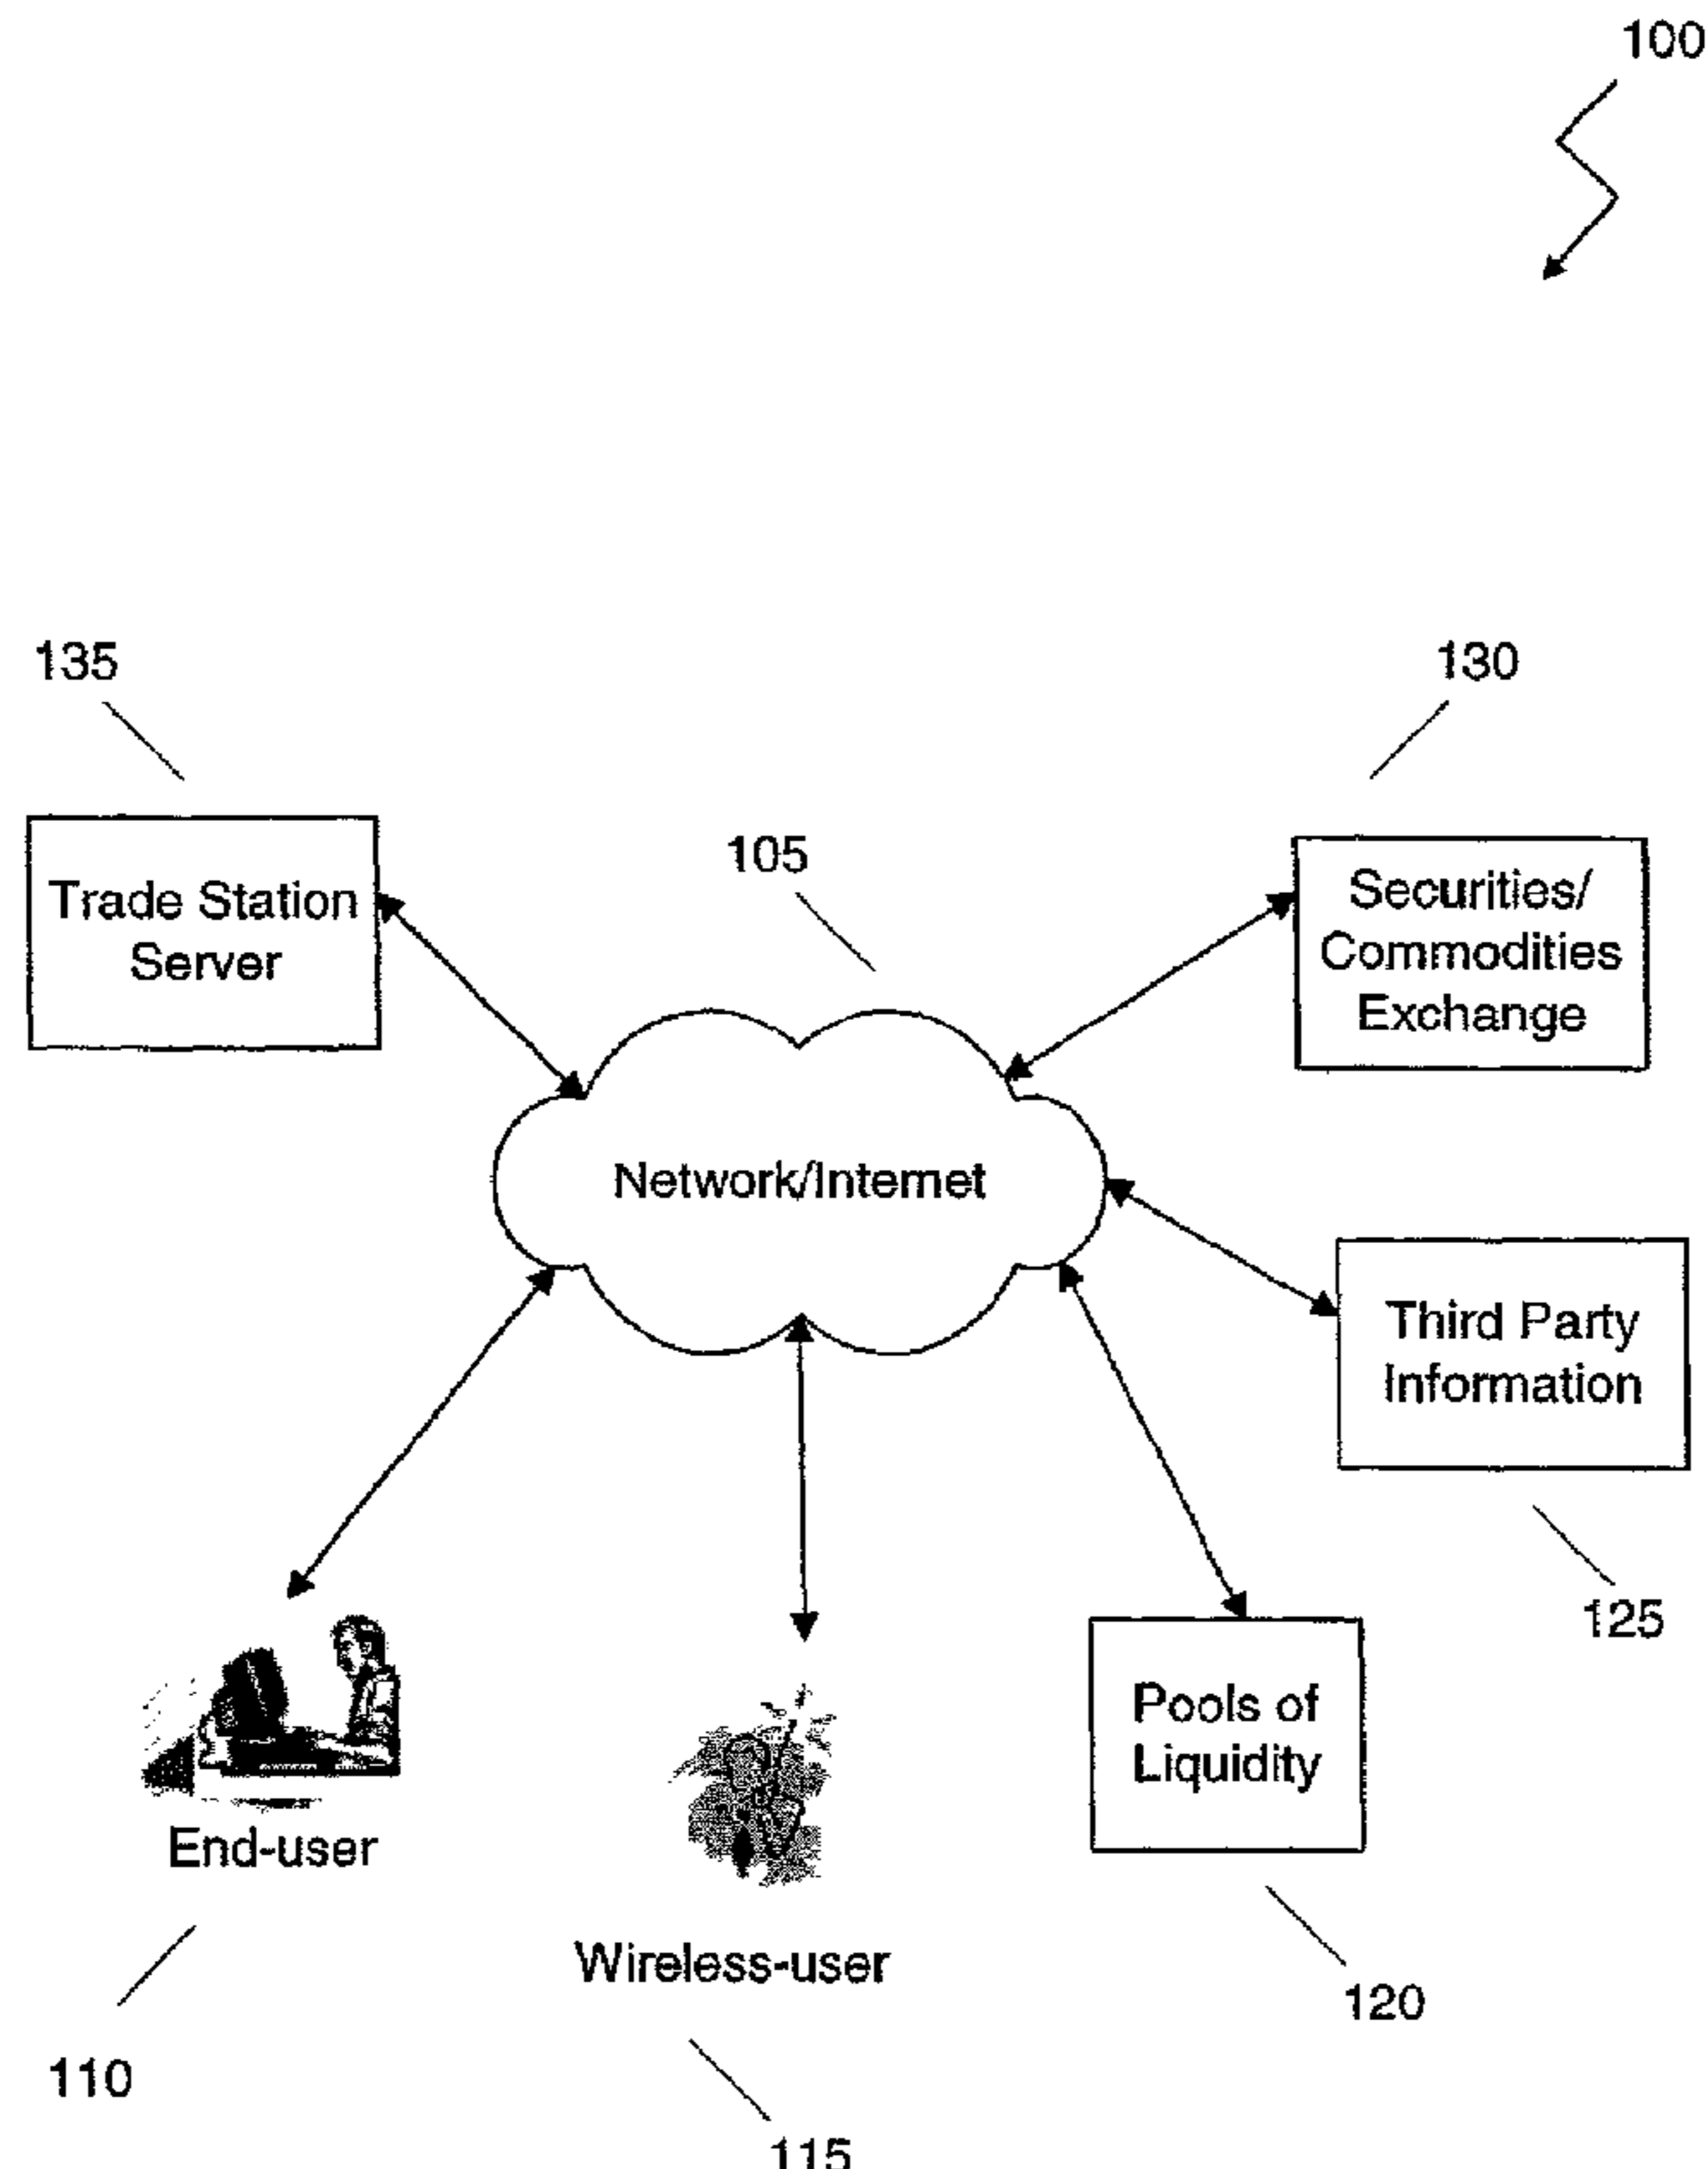 100
135
130
105
Trade Station
Server
Securities/
Commodities
Exchange
Network/Internet
Third Party
Information
125
Pools of
Liquidity
End-user
Wireless-user
120
110
115